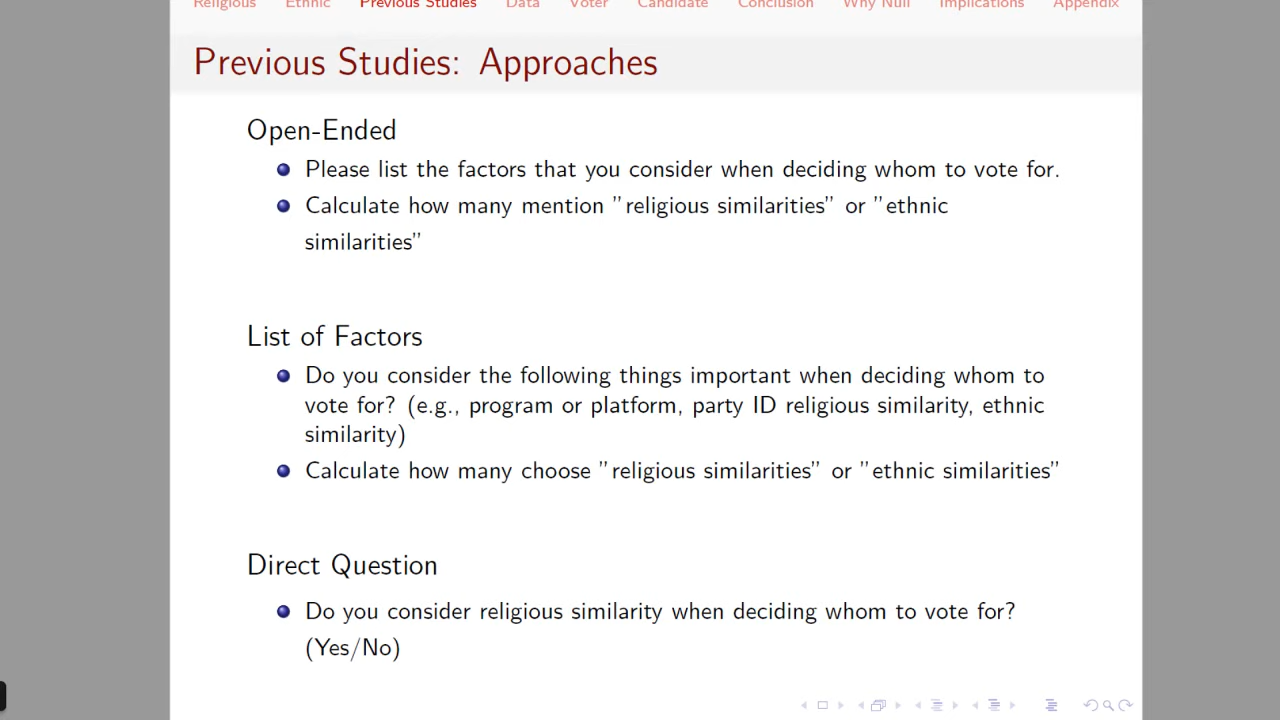 Religious Ethnic Previous Studies Data Voter Candidate Conclusion Why Null Implications Appendix
Previous Studies: Approaches
Open-Ended
Please list the factors that you consider when deciding whom to vote for.
Calculate how many mention ”religious similarities” or ”ethnic
similarities”
List of Factors
Do you consider the following things important when deciding whom to
vote for? (e.g., program or platform, party ID religious similarity, ethnic
similarity)
Calculate how many choose ”religious similarities” or ”ethnic similarities”
Direct Question
Do you consider religious similarity when deciding whom to vote for?
(Yes/No)